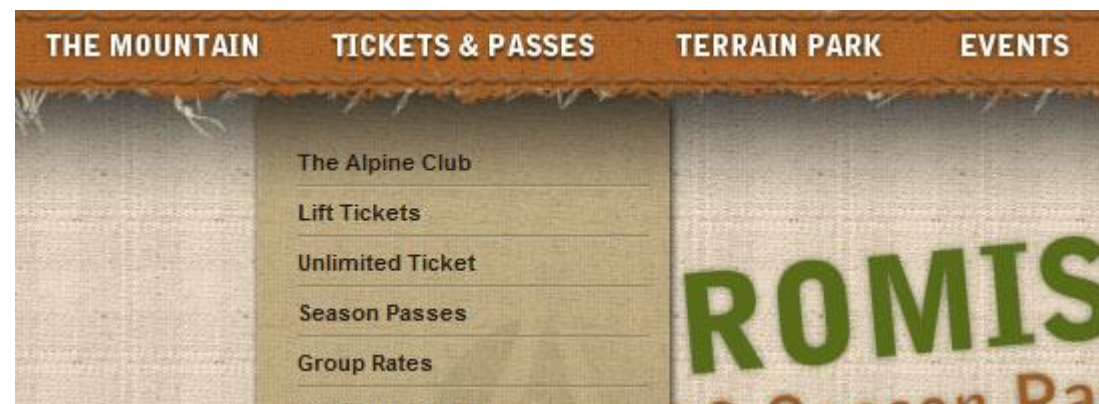 THE MOUNTAIN TICKETS & PASSES TERRAIN PARK EVENTS
The Alpine Club
Lift Tickets
Unlimited Ticket
Season Passes
Group Rates
ROMIS